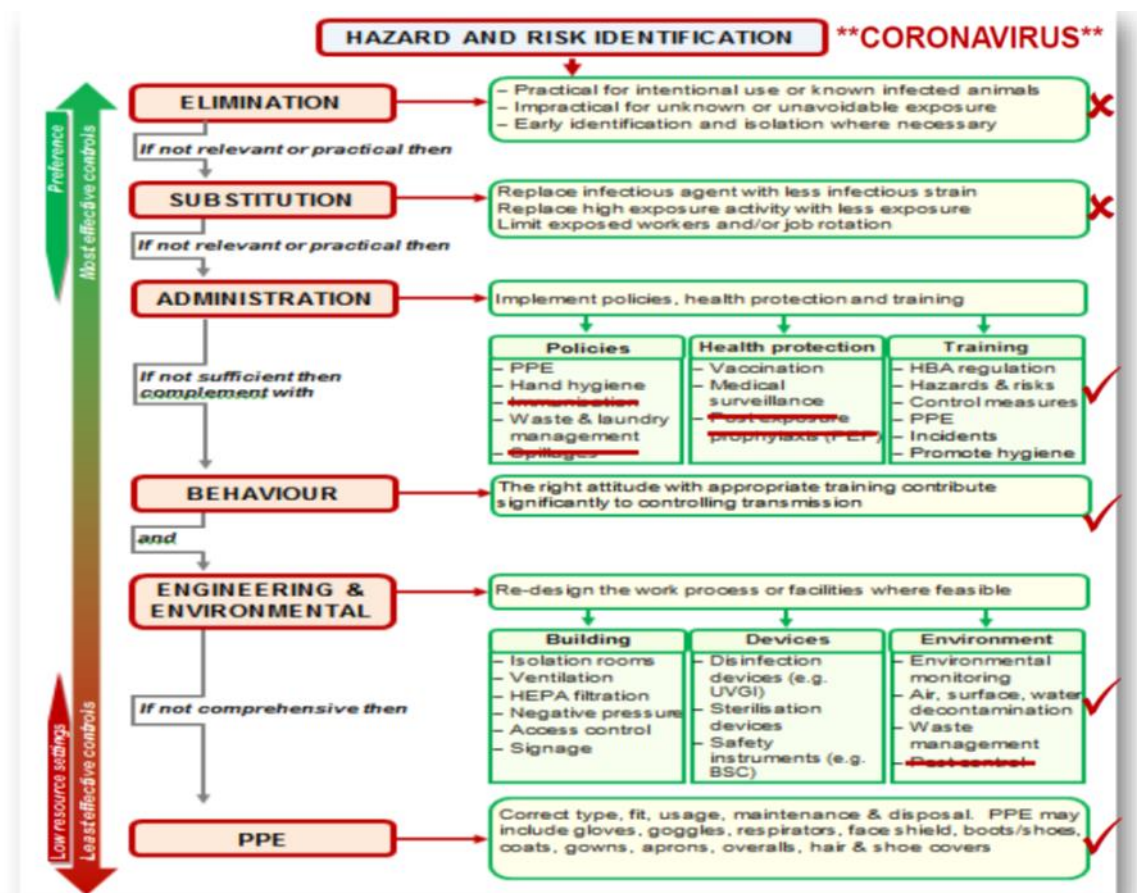 HAZARD AND RISK IDENTIFICATION
**CORONAVIRUS**
Preference
Most effective controls
Low resource settings
Least effective controls
ELIMINATION
– Practical for intentional use or known infected animals
– Impractical for unknown or unavoidable exposure
– Early identification and isolation where necessary
If not relevant or practical then
SUBSTITUTION
Replace infectious agent with less infectious strain
Replace high exposure activity with less exposure
Limit exposed workers and/or job rotation
If not relevant or practical then
ADMINISTRATION
Implement policies, health protection and training
Policies
– PPE
– Hand hygiene
– Immunisation
– Waste & laundry
management
– Spillages
Health protection
– Vaccination
– Medical
surveillance
– Post exposure
prophylaxis (PEP)
Training
– HBA regulation
– Hazards & risks
– Control measures
– PPE
– Incidents
– Promote hygiene
If not sufficient then
complement with
BEHAVIOUR
The right attitude with appropriate training contribute
significantly to controlling transmission
and
ENGINEERING &
ENVIRONMENTAL
Re-design the work process or facilities where feasible
Building
– Isolation rooms
– Ventilation
– HEPA filtration
– Negative pressure
– Access control
– Signage
Devices
– Disinfection
devices (e.g.
UVGI)
– Sterilisation
devices
– Safety
instruments (e.g.
BSC)
Environment
– Environmental
monitoring
– Air, surface, water
decontamination
– Waste
management
– Pest control
If not comprehensive then
PPE
Correct type, fit, usage, maintenance & disposal. PPE may
include gloves, goggles, respirators, face shield, boots/shoes,
coats, gowns, aprons, overalls, hair & shoe covers